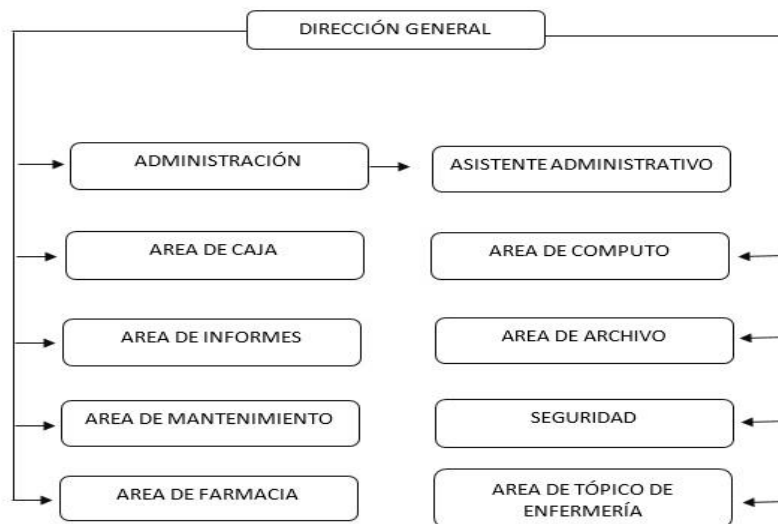 DIRECCIÓN GENERAL
ADMINISTRACIÓN
ASISTENTE ADMINISTRATIVO
AREA DE CAJA
AREA DE COMPUTO
AREA DE INFORMES
AREA DE ARCHIVO
AREA DE MANTENIMIENTO
SEGURIDAD
AREA DE FARMACIA
AREA DE TÓPICO DE
ENFERMERÍA